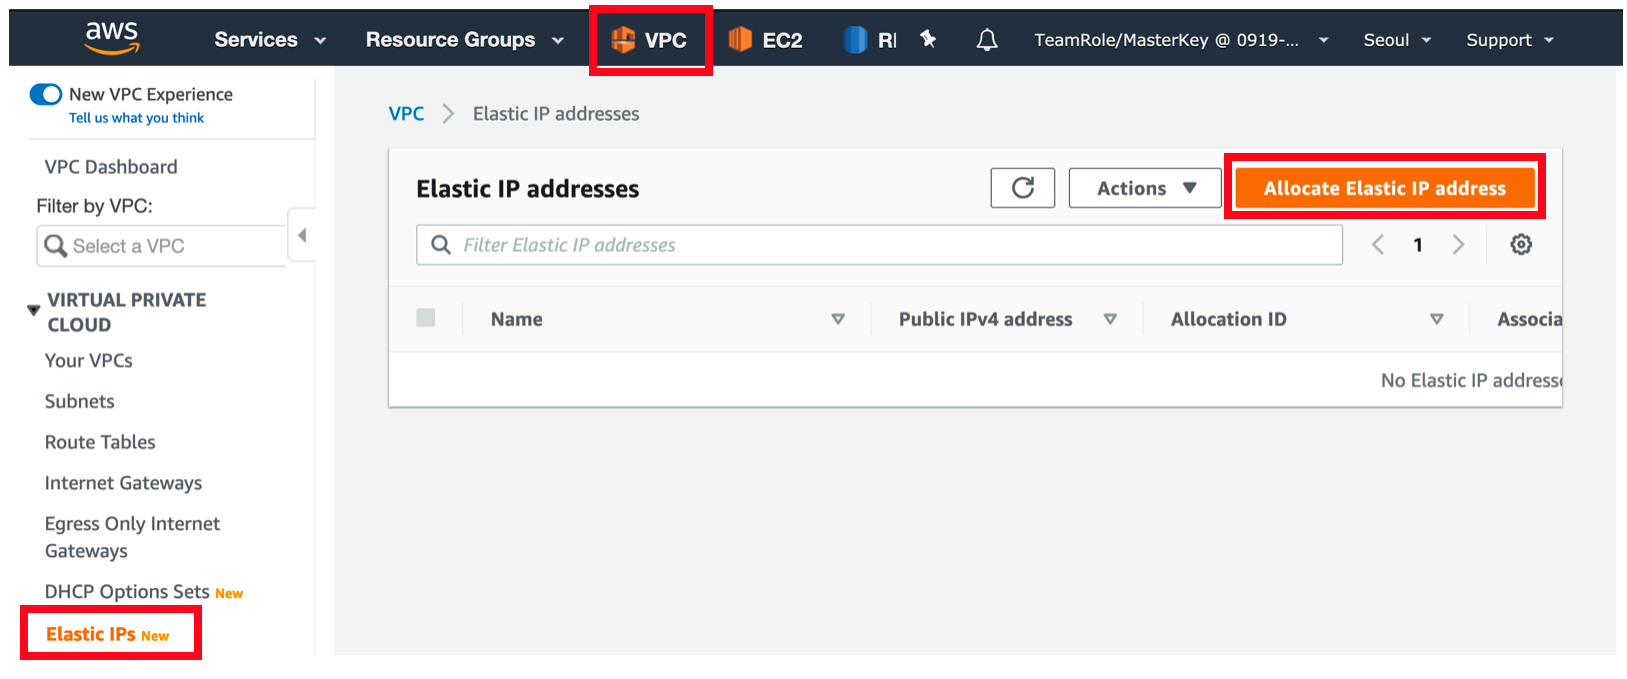 aws
Services
Resource Groups
VPC
EC2
TeamRole/MasterKey @ 0919-...
Seoul
Support
New VPC Experience
Tell us what you think
VPC Dashboard
Filter by VPC:
Select a VPC
VIRTUAL PRIVATE
CLOUD
Your VPCs
Subnets
Route Tables
Internet Gateways
Egress Only Internet
Gateways
DHCP Options Sets New
Elastic IPs New
VPC > Elastic IP addresses
Elastic IP addresses
Actions
Allocate Elastic IP address
Filter Elastic IP addresses
1
Name
Public IPv4 address
Allocation ID
Associa
No Elastic IP addresse